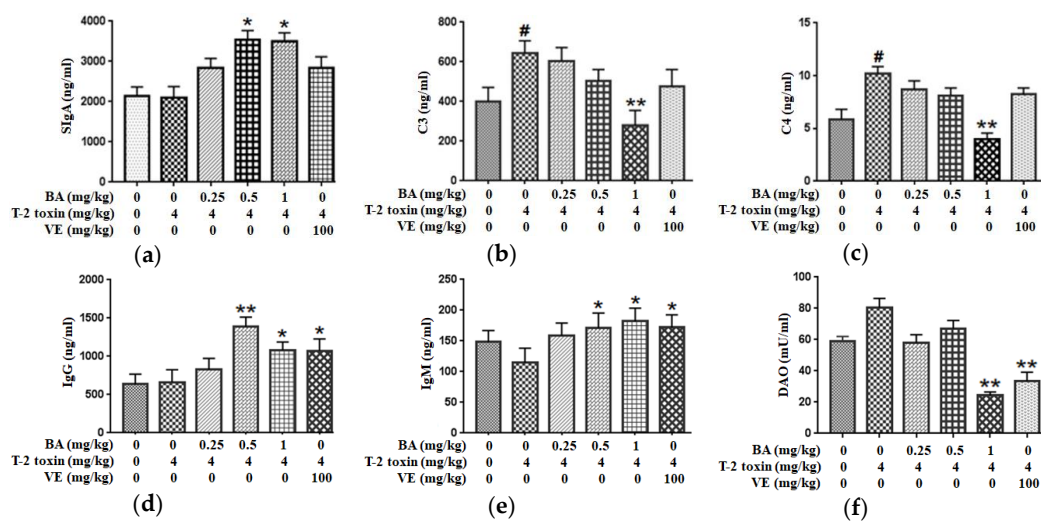 4000
3000
2000
1000
0
SIgA (ng/ml)
* *
BA (mg/kg) 0 0 0.25 0.5 1 0
T-2 toxin (mg/kg) 0 4 4 4 4 4
VE (mg/kg) 0 0 0 0 0 100
(a)
800
600
400
200
0
C3 (ng/ml)
# **
BA (mg/kg) 0 0 0.25 0.5 1 0
T-2 toxin (mg/kg) 0 4 4 4 4 4
VE (mg/kg) 0 0 0 0 0 100
(b)
15
10
5
0
C4 (ng/ml)
# **
BA (mg/kg) 0 0 0.25 0.5 1 0
T-2 toxin (mg/kg) 0 4 4 4 4 4
VE (mg/kg) 0 0 0 0 0 100
(c)
2000
1500
1000
500
0
IgG (ng/ml)
** * *
BA (mg/kg) 0 0 0.25 0.5 1 0
T-2 toxin (mg/kg) 0 4 4 4 4 4
VE (mg/kg) 0 0 0 0 0 100
(d)
250
200
150
100
50
0
IgM (ng/ml)
* * *
BA (mg/kg) 0 0 0.25 0.5 1 0
T-2 toxin (mg/kg) 0 4 4 4 4 4
VE (mg/kg) 0 0 0 0 0 100
(e)
100
80
60
40
20
0
DAO (mU/ml)
** **
BA (mg/kg) 0 0 0.25 0.5 1 0
T-2 toxin (mg/kg) 0 4 4 4 4 4
VE (mg/kg) 0 0 0 0 0 100
(f)